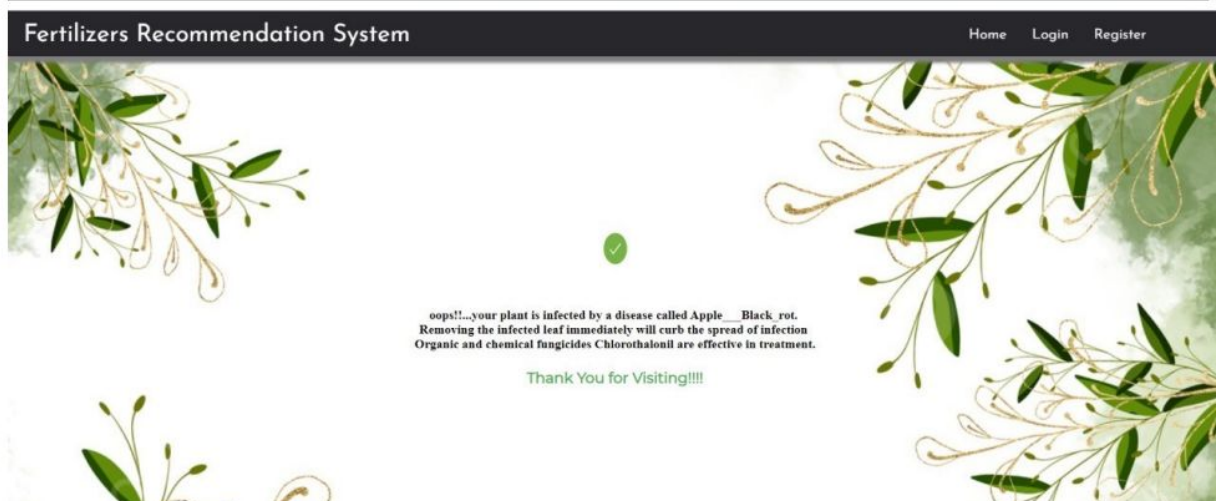 Fertilizers Recommendation System
Home Login Register
oops!!...your plant is infected by a disease called Apple___Black_rot.
Removing the infected leaf immediately will curb the spread of infection
Organic and chemical fungicides Chlorothalonil are effective in treatment.
Thank You for Visiting!!!!